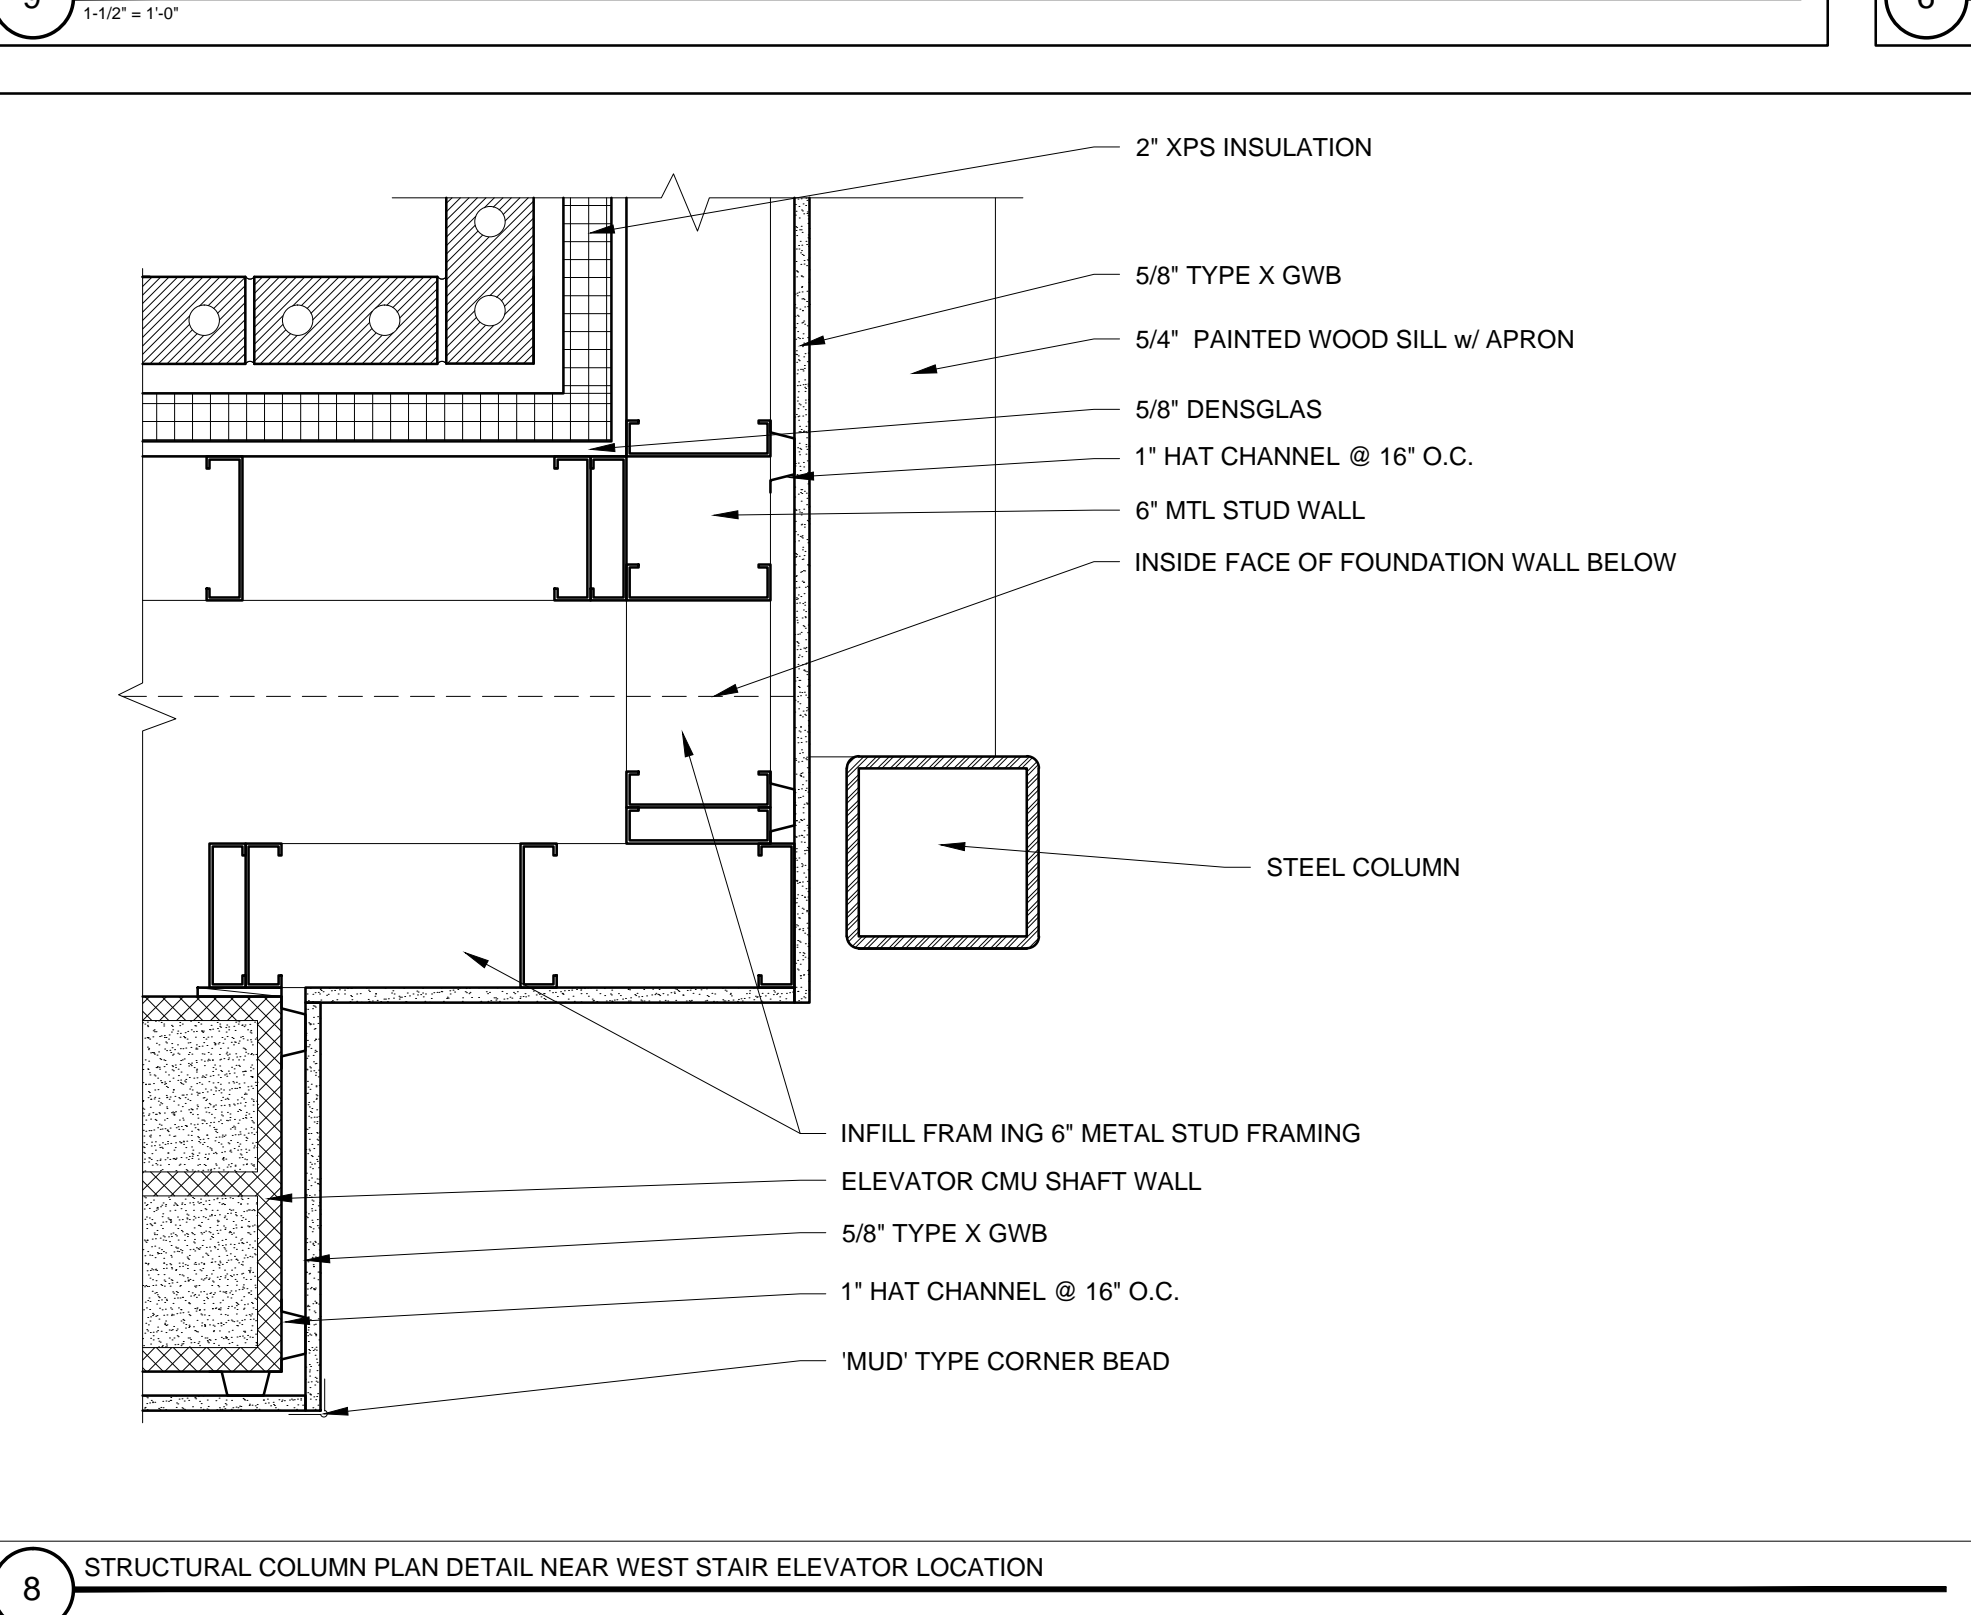 1-1/2" = 1'-0"
2" XPS INSULATION
5/8" TYPE X GWB
5/4"  PAINTED WOOD SILL w/ APRON
5/8" DENSGLAS
1" HAT CHANNEL @ 16" O.C.
6" MTL STUD WALL
INSIDE FACE OF FOUNDATION WALL BELOW
STEEL COLUMN
INFILL FRAM ING 6" METAL STUD FRAMING
ELEVATOR CMU SHAFT WALL
5/8" TYPE X GWB
1" HAT CHANNEL @ 16" O.C.
'MUD' TYPE CORNER BEAD
8
STRUCTURAL COLUMN PLAN DETAIL NEAR WEST STAIR ELEVATOR LOCATION